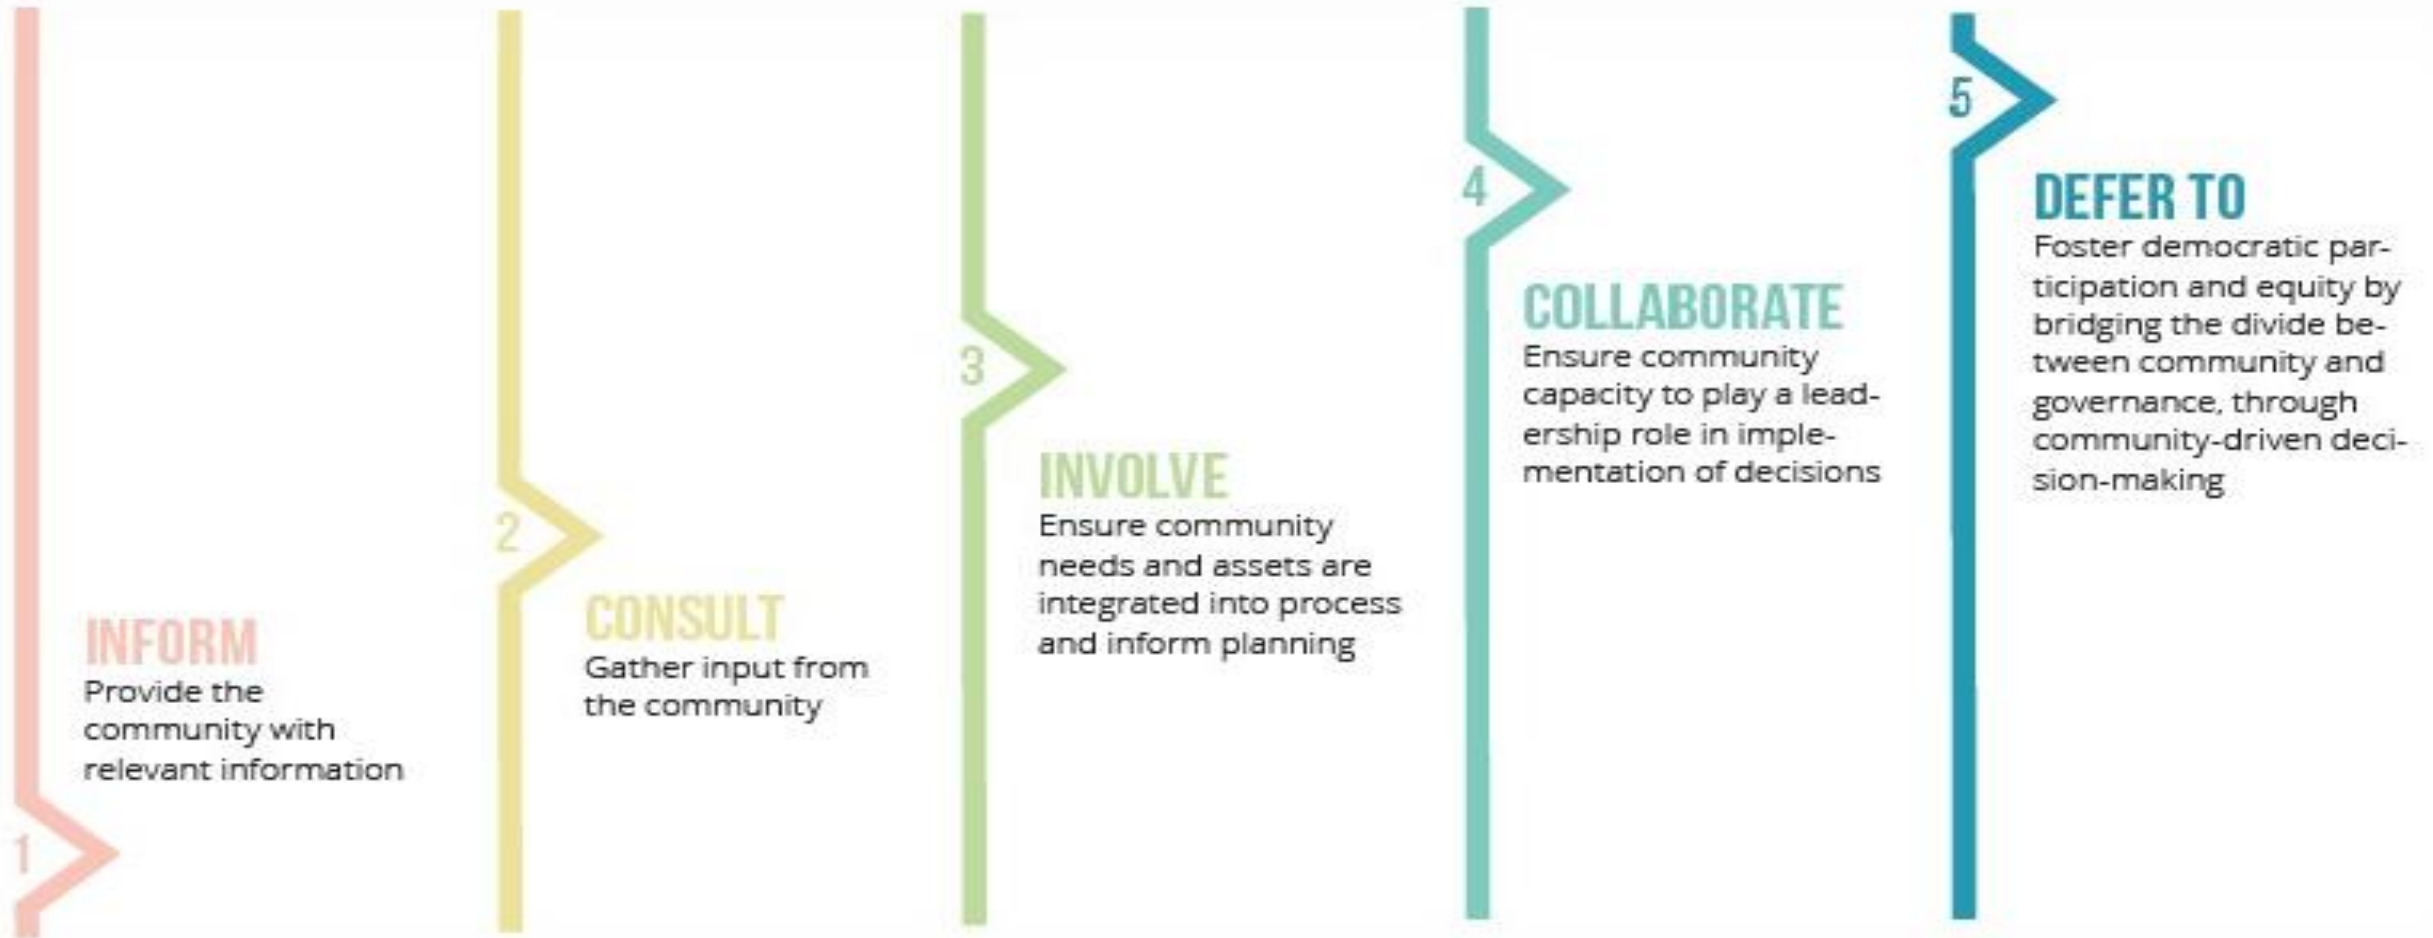 1
INFORM
Provide the
community with
relevant information
2
CONSULT
Gather input from
the community
3
INVOLVE
Ensure community
needs and assets are
integrated into process
and inform planning
4
COLLABORATE
Ensure community
capacity to play a lead-
ership role in imple-
mentation of decisions
5
DEFER TO
Foster democratic par-
ticipation and equity by
bridging the divide be-
tween community and
governance, through
community-driven deci-
sion-making